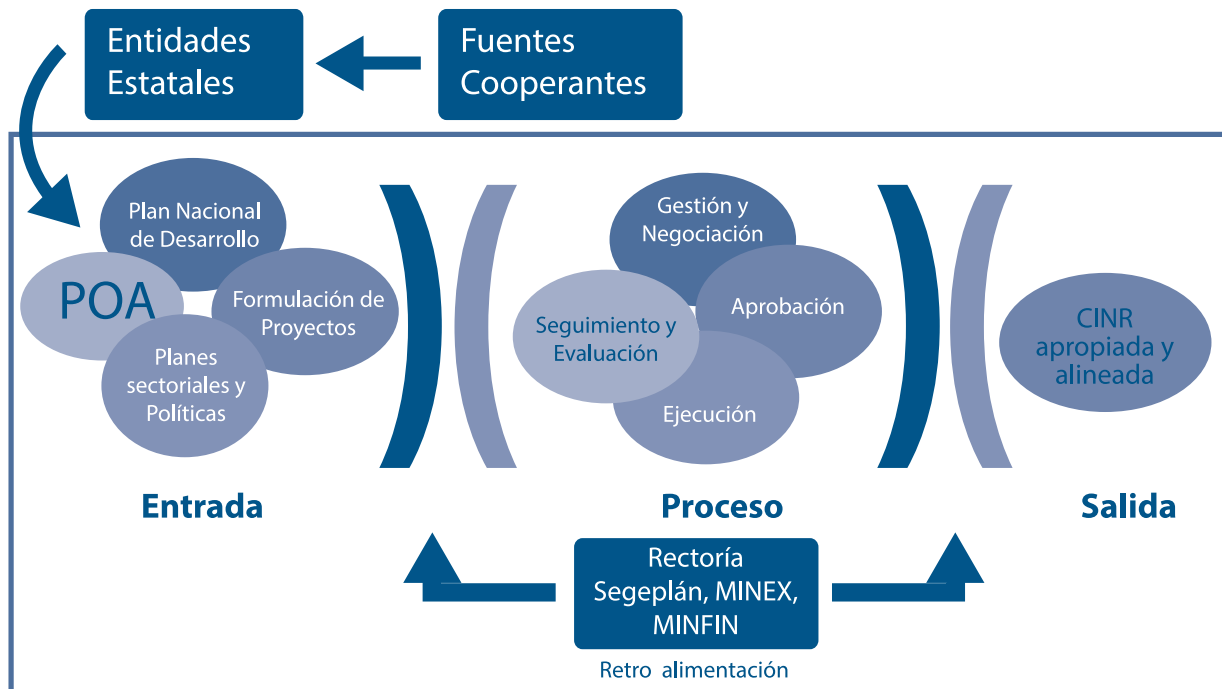 Entidades
Estatales
Fuentes
Cooperantes
Plan Nacional
de Desarrollo
POA
Formulación de
Proyectos
Planes
sectoriales y
Políticas
Gestión y
Negociación
Aprobación
Seguimiento y
Evaluación
Ejecución
CINR
apropiada y
alineada
Entrada
Proceso
Salida
Rectoría
Segeplán, MINEX,
MINFIN
Retro alimentación